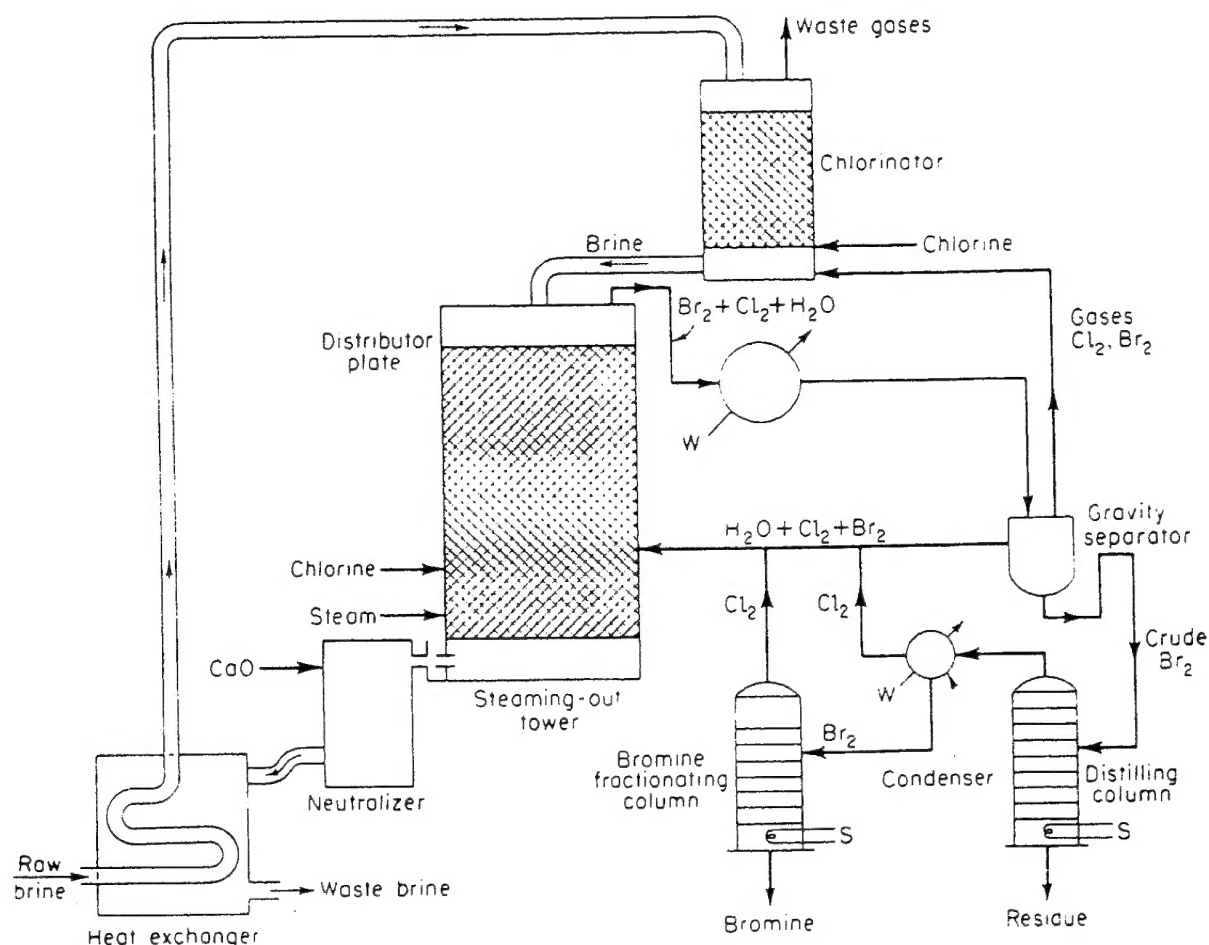 Waste gases
Chlorinator
Chlorine
Brine
Br₂ + Cl₂ + H₂O
Gases
Cl₂, Br₂
Distributor
plate
W
H₂O + Cl₂ + Br₂
Gravity
separator
Chlorine
Steam
Cl₂
Cl₂
Crude
Br₂
CaO
Steaming-out
tower
W
Br₂
Bromine
fractionating
column
Condenser
Distilling
column
Neutralizer
S
S
Raw
brine
Waste brine
Bromine
Residue
Heat exchanger